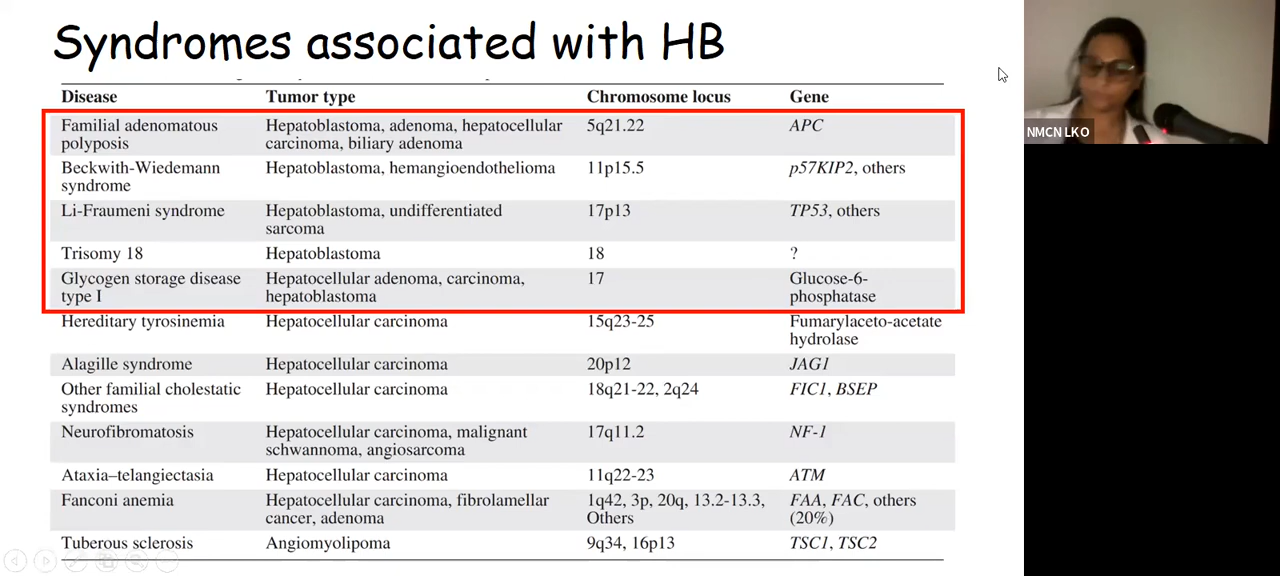 Syndromes associated with HB
Disease Tumor type Chromosome locus Gene
Familial adenomatous Hepatoblastoma, adenoma, hepatocellular 5q21.22 APC
polyposis carcinoma, biliary adenoma
Beckwith-Wiedemann Hepatoblastoma, hemangioendothelioma 11p15.5 p57KIP2, others
syndrome
Li-Fraumeni syndrome Hepatoblastoma, undifferentiated 17p13 TP53, others
sarcoma
Trisomy 18 Hepatoblastoma 18 ?
Glycogen storage disease Hepatocellular adenoma, carcinoma, 17 Glucose-6-
type I hepatoblastoma phosphatase
Hereditary tyrosinemia Hepatocellular carcinoma 15q23-25 Fumarylaceto-acetate
hydrolase
Alagille syndrome Hepatocellular carcinoma 20p12 JAG1
Other familial cholestatic Hepatocellular carcinoma 18q21-22, 2q24 FIC1, BSEP
syndromes
Neurofibromatosis Hepatocellular carcinoma, malignant 17q11.2 NF-1
schwannoma, angiosarcoma
Ataxia–telangiectasia Hepatocellular carcinoma 11q22-23 ATM
Fanconi anemia Hepatocellular carcinoma, fibrolamellar 1q42, 3p, 20q, 13.2-13.3, FAA, FAC, others
cancer, adenoma Others (20%)
Tuberous sclerosis Angiomyolipoma 9q34, 16p13 TSC1, TSC2
NMCN LKO